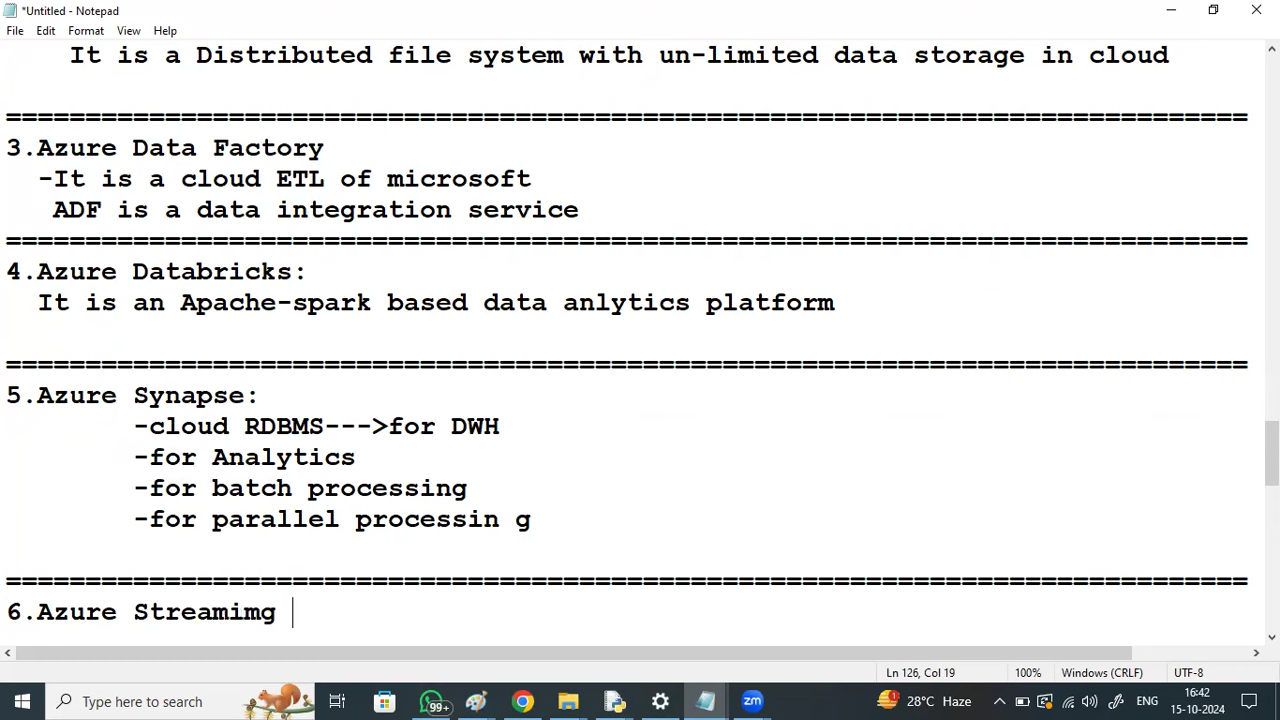 *Untitled - Notepad
File Edit Format View Help
It is a Distributed file system with un-limited data storage in cloud
==============================================================================
3.Azure Data Factory
-It is a cloud ETL of microsoft
ADF is a data integration service
==============================================================================
4.Azure Databricks:
It is an Apache-spark based data anlytics platform
==============================================================================
5.Azure Synapse:
-cloud RDBMS--->for DWH
-for Analytics
-for batch processing
-for parallel processin g
==============================================================================
6.Azure Streamimg
Ln 126, Col 19 100% Windows (CRLF) UTF-8
Type here to search 99+ zm 1 28°C Haze ENG 16:42
15-10-2024